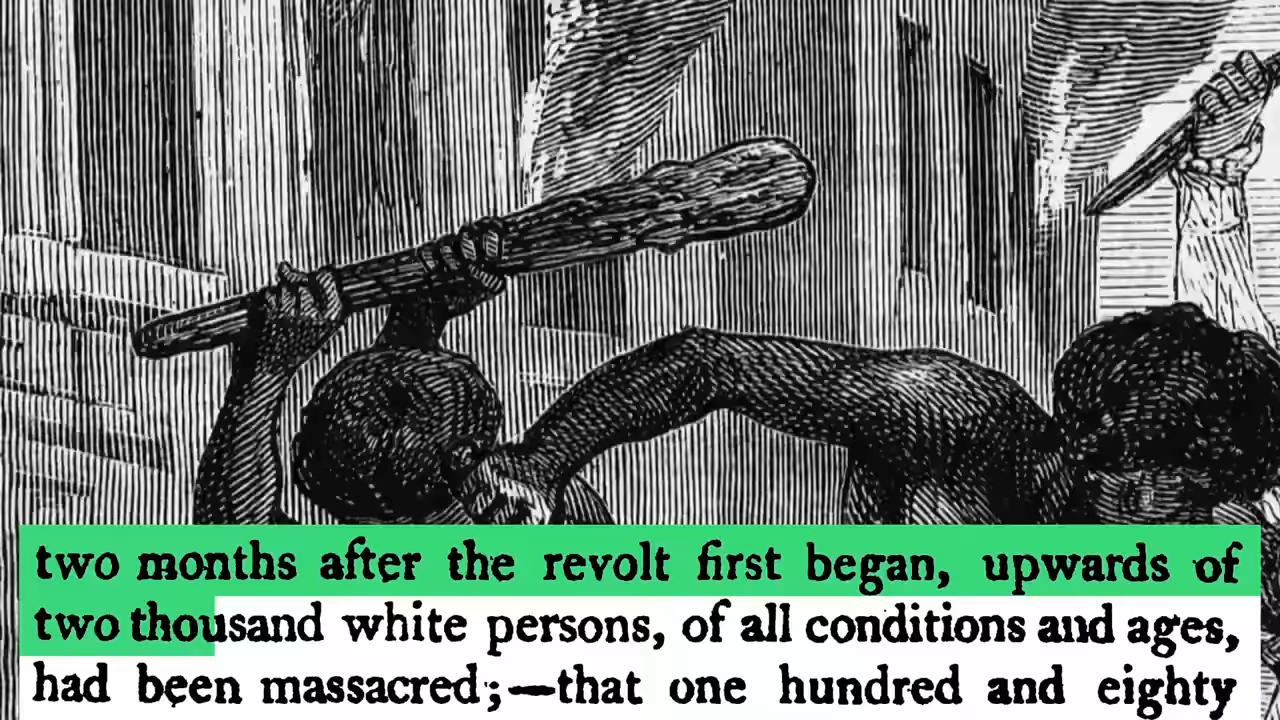 two months after the revolt first began, upwards of
two thousand white persons, of all conditions and ages,
had been massacred;—that one hundred and eighty